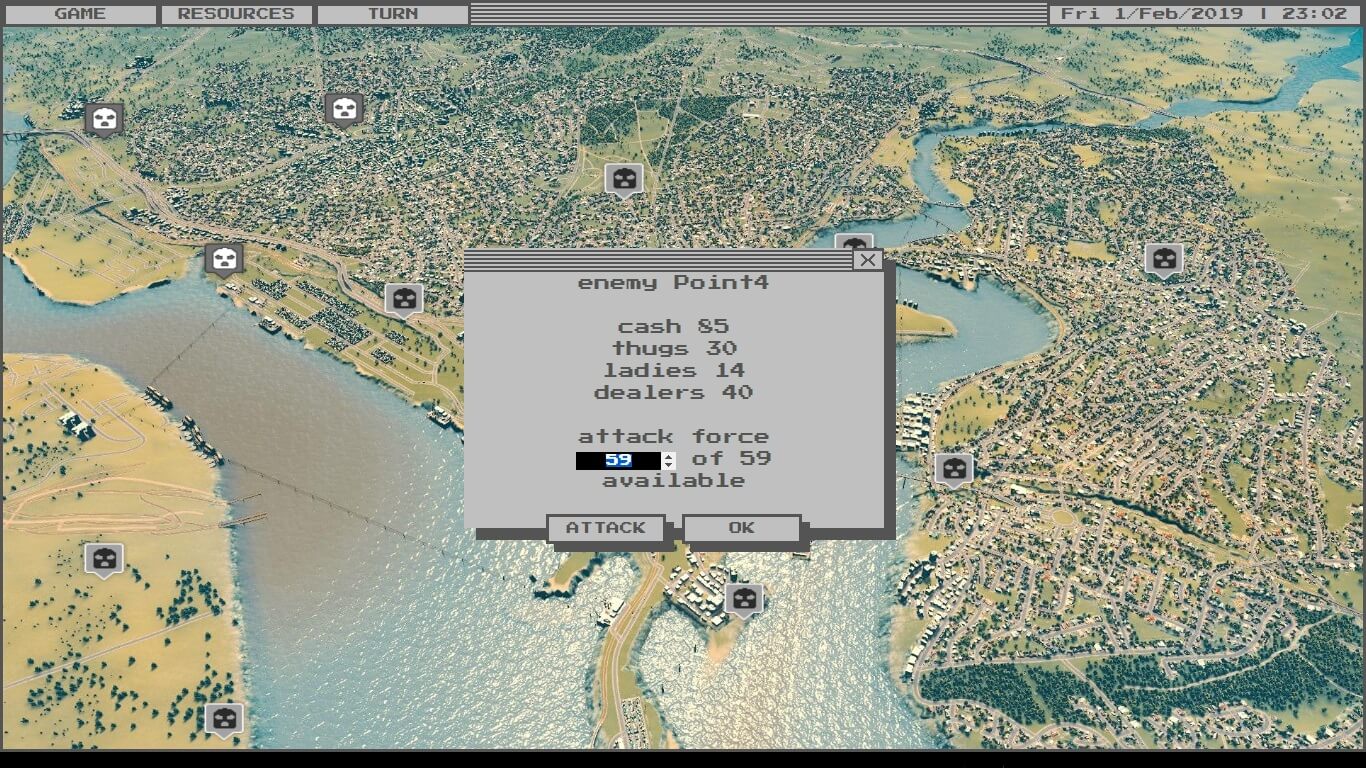 GAME RESOURCES TURN Fri 1/Feb/2019 | 23:02
enemy Point4
cash 85
thugs 30
ladies 14
dealers 40
attack force
59 of 59
available
ATTACK OK